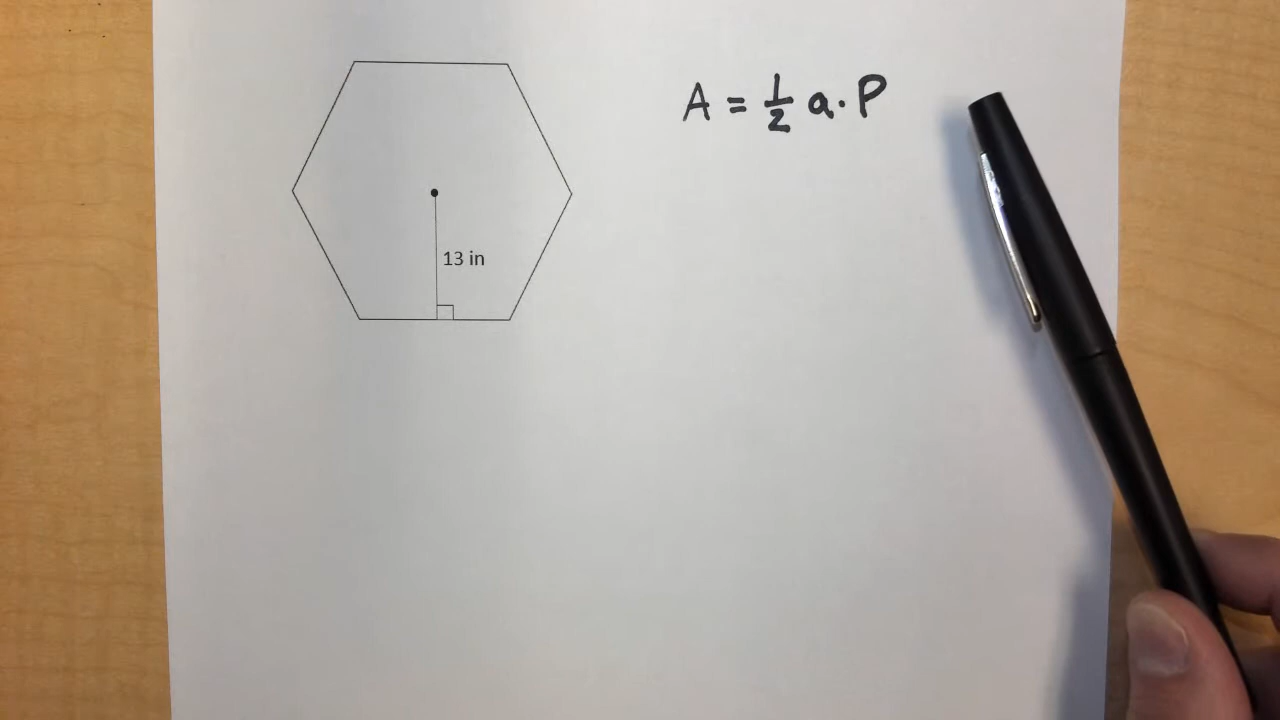 A = 1/2 a · P
13 in